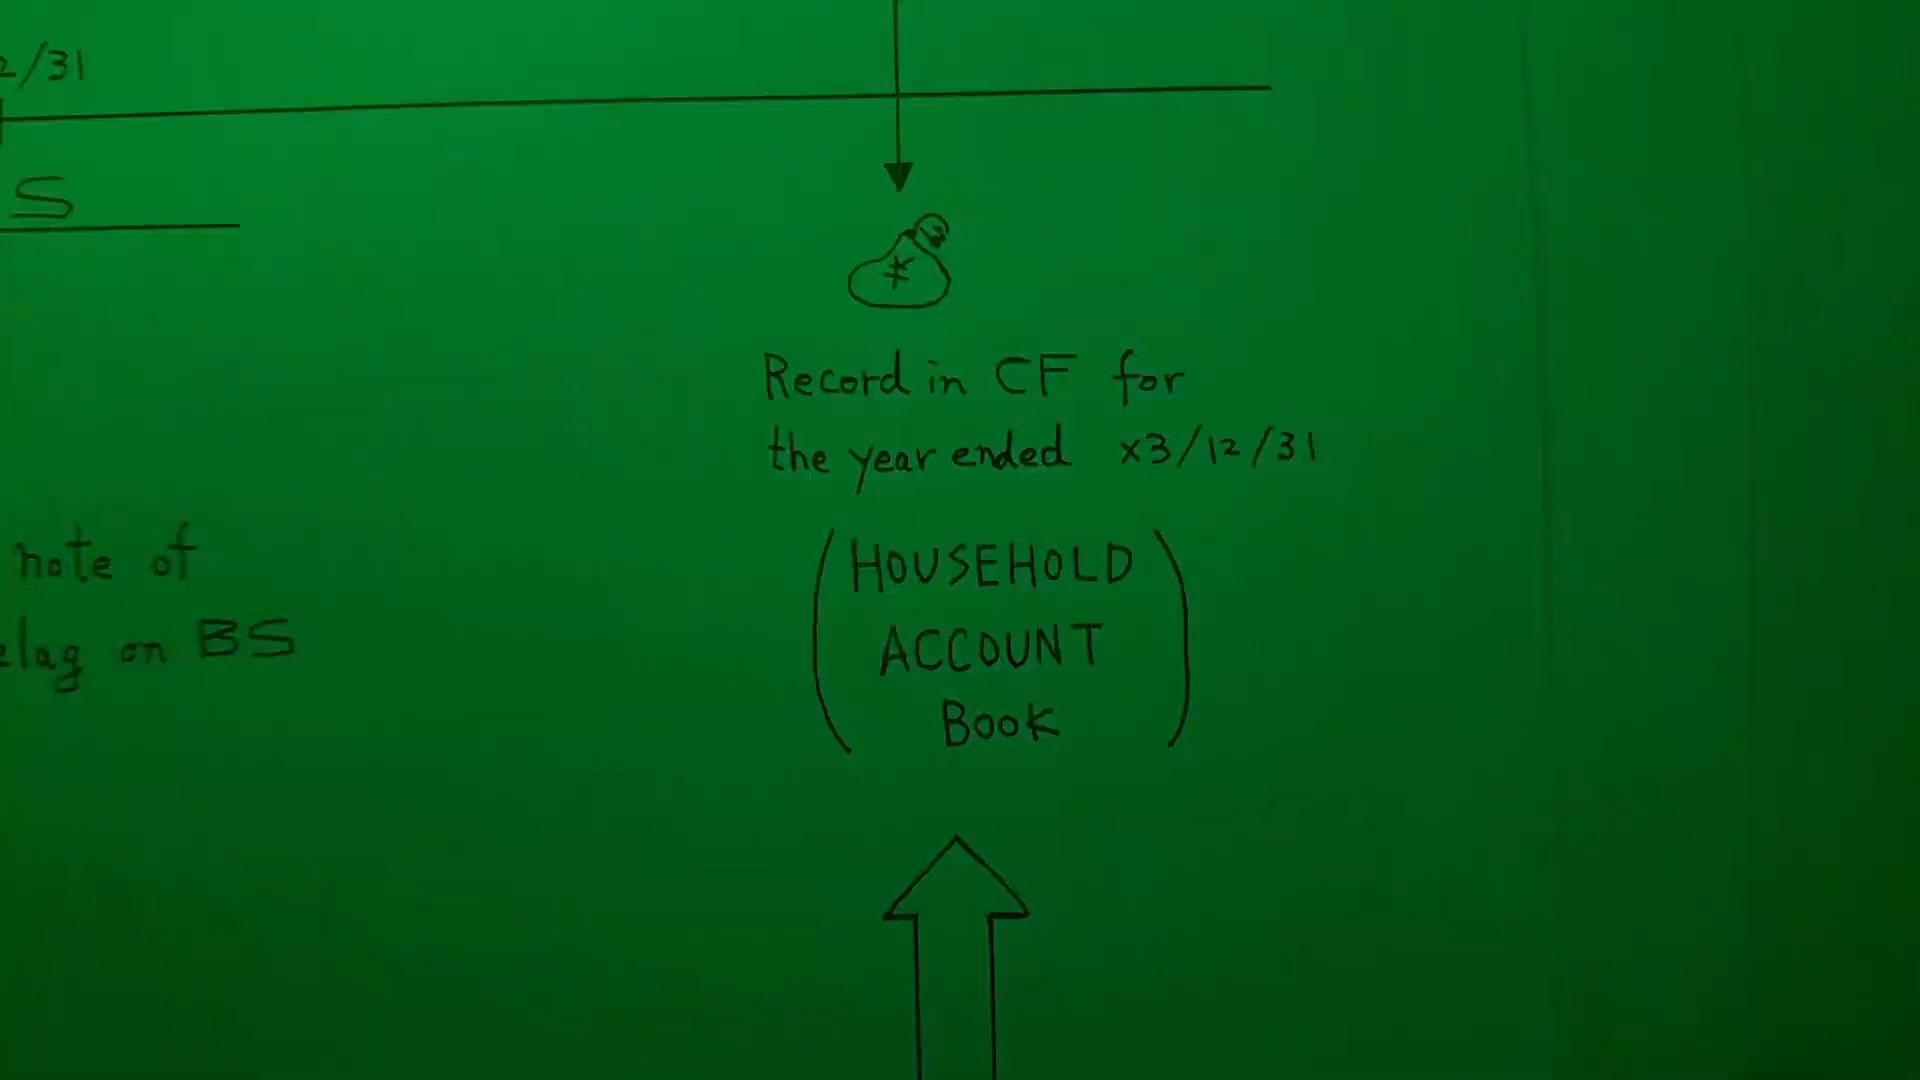 2/31
S
¥
Record in CF for
the year ended x3/12/31
note of
elag on BS
(HOUSEHOLD
ACCOUNT
BOOK)